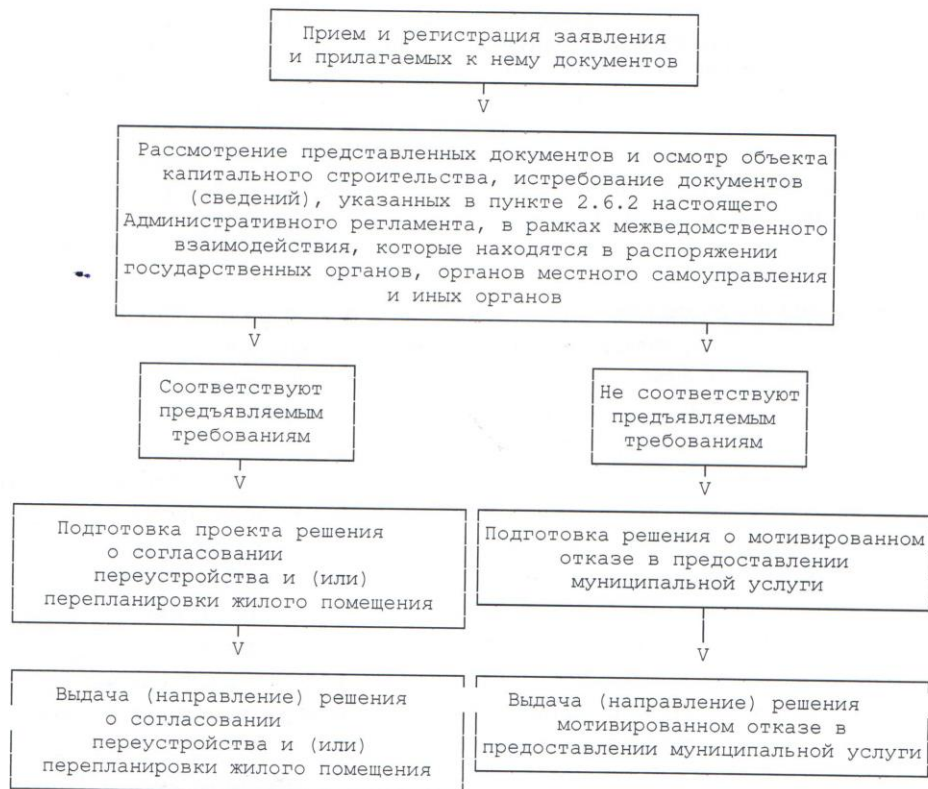 Прием и регистрация заявления
и прилагаемых к нему документов
V
Рассмотрение представленных документов и осмотр объекта
капитального строительства, истребование документов
(сведений), указанных в пункте 2.6.2 настоящего
Административного регламента, в рамках межведомственного
взаимодействия, которые находятся в распоряжении
государственных органов, органов местного самоуправления
и иных органов
V
V
Соответствуют
предъявляемым
требованиям
Не соответствуют
предъявляемым
требованиям
V
V
Подготовка проекта решения
о согласовании
переустройства и (или)
перепланировки жилого помещения
Подготовка решения о мотивированном
отказе в предоставлении
муниципальной услуги
V
V
Выдача (направление) решения
о согласовании
переустройства и (или)
перепланировки жилого помещения
Выдача (направление) решения
мотивированном отказе в
предоставлении муниципальной услуги